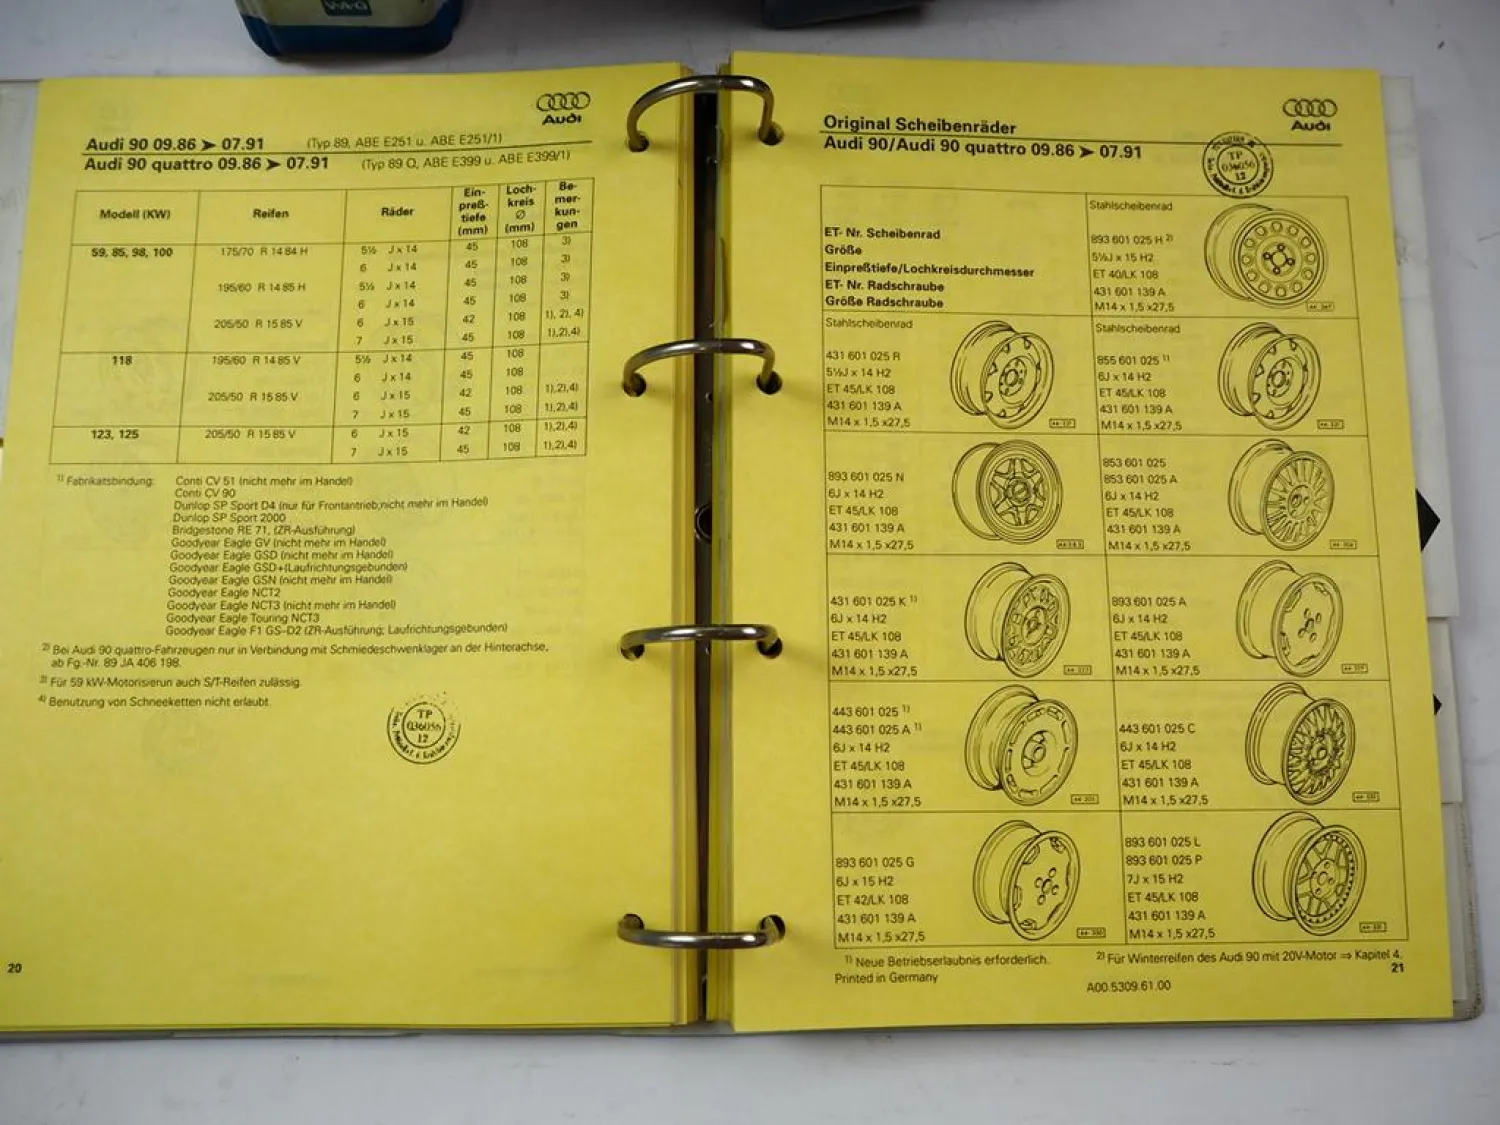 V·A·G
Audi
Audi 90 09.86 ➤ 07.91 (Typ 89, ABE E251 u. ABE E251/1)
Audi 90 quattro 09.86 ➤ 07.91 (Typ 89 Q, ABE E399 u. ABE E399/1)
Modell (KW) Reifen Räder Ein-preß-tiefe (mm) Loch-kreis Ø (mm) Be-mer-kun-gen
59, 85, 98, 100 175/70 R 14 84 H 5½ J x 14 45 108 3)
6 J x 14 45 108 3)
195/60 R 14 85 H 5½ J x 14 45 108 3)
6 J x 14 45 108 3)
205/50 R 15 85 V 6 J x 15 42 108 1), 2), 4)
7 J x 15 45 108 1),2),4)
118 195/60 R 14 85 V 5½ J x 14 45 108
6 J x 14 45 108
205/50 R 15 85 V 6 J x 15 42 108 1),2),4)
7 J x 15 45 108 1),2),4)
123, 125 205/50 R 15 85 V 6 J x 15 42 108 1),2),4)
7 J x 15 45 108 1),2),4)
1) Fabrikatsbindung: Conti CV 51 (nicht mehr im Handel)
Conti CV 90
Dunlop SP Sport D4 (nur für Frontantrieb;nicht mehr im Handel)
Dunlop SP Sport 2000
Bridgestone RE 71, (ZR-Ausführung)
Goodyear Eagle GV (nicht mehr im Handel)
Goodyear Eagle GSD (nicht mehr im Handel)
Goodyear Eagle GSD+(Laufrichtungsgebunden)
Goodyear Eagle GSN (nicht mehr im Handel)
Goodyear Eagle NCT2
Goodyear Eagle NCT3 (nicht mehr im Handel)
Goodyear Eagle Touring NCT3
Goodyear Eagle F1 GS-D2 (ZR-Ausführung; Laufrichtungsgebunden)
2) Bei Audi 90 quattro-Fahrzeugen nur in Verbindung mit Schmiedeschwenklager an der Hinterachse,
ab Fg.-Nr. 89 JA 406 198.
3) Für 59 kW-Motorisierun auch S/T-Reifen zulässig.
4) Benutzung von Schneeketten nicht erlaubt.
TP
036056
12
20
Audi
Original Scheibenräder
Audi 90/Audi 90 quattro 09.86 ➤ 07.91
TP
036056
12
ET- Nr. Scheibenrad
Größe
Einpreßtiefe/Lochkreisdurchmesser
ET- Nr. Radschraube
Größe Radschraube
Stahlscheibenrad
893 601 025 H 2)
5½J x 15 H2
ET 40/LK 108
431 601 139 A
M14 x 1,5 x27,5
Stahlscheibenrad
431 601 025 R
5½J x 14 H2
ET 45/LK 108
431 601 139 A
M14 x 1,5 x27,5
Stahlscheibenrad
855 601 025 1)
6J x 14 H2
ET 45/LK 108
431 601 139 A
M14 x 1,5 x27,5
893 601 025 N
6J x 14 H2
ET 45/LK 108
431 601 139 A
M14 x 1,5 x27,5
853 601 025
853 601 025 A
6J x 14 H2
ET 45/LK 108
431 601 139 A
M14 x 1,5 x27,5
431 601 025 K 1)
6J x 14 H2
ET 45/LK 108
431 601 139 A
M14 x 1,5 x27,5
893 601 025 A
6J x 14 H2
ET 45/LK 108
431 601 139 A
M14 x 1,5 x27,5
443 601 025 1)
443 601 025 A 1)
6J x 14 H2
ET 45/LK 108
431 601 139 A
M14 x 1,5 x27,5
443 601 025 C
6J x 14 H2
ET 45/LK 108
431 601 139 A
M14 x 1,5 x27,5
893 601 025 G
6J x 15 H2
ET 42/LK 108
431 601 139 A
M14 x 1,5 x27,5
893 601 025 L
893 601 025 P
7J x 15 H2
ET 45/LK 108
431 601 139 A
M14 x 1,5 x27,5
1) Neue Betriebserlaubnis erforderlich. 2) Für Winterreifen des Audi 90 mit 20V-Motor ⇒ Kapitel 4.
21
Printed in Germany
A00.5309.61.00